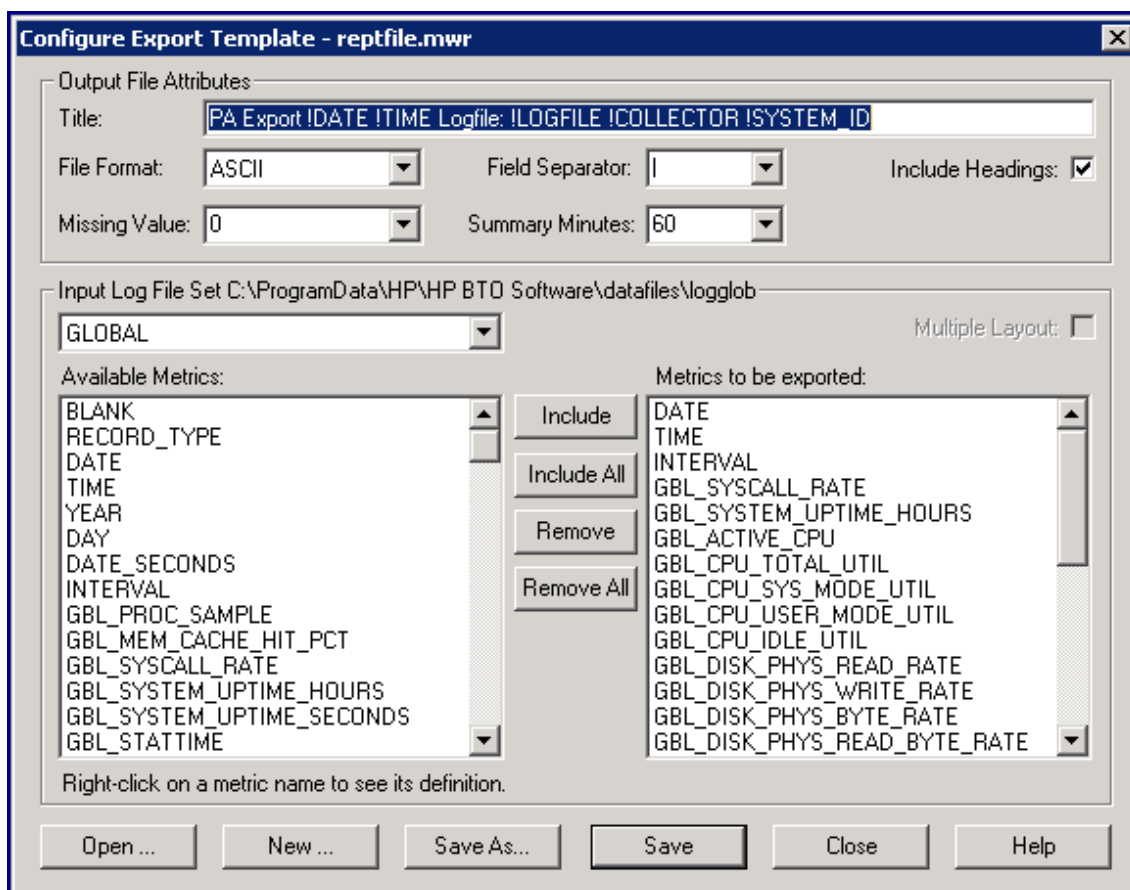 Configure Export Template - reptfile.mwr
Output File Attributes
Title: PA Export !DATE !TIME Logfile: !LOGFILE !COLLECTOR !SYSTEM_ID
File Format: ASCII Field Separator: | Include Headings:
Missing Value: 0 Summary Minutes: 60
Input Log File Set C:\ProgramData\HP\HP BTO Software\datafiles\logglob
GLOBAL Multiple Layout:
Available Metrics:
BLANK
RECORD_TYPE
DATE
TIME
YEAR
DAY
DATE_SECONDS
INTERVAL
GBL_PROC_SAMPLE
GBL_MEM_CACHE_HIT_PCT
GBL_SYSCALL_RATE
GBL_SYSTEM_UPTIME_HOURS
GBL_SYSTEM_UPTIME_SECONDS
GBL_STATTIME
Include
Include All
Remove
Remove All
Metrics to be exported:
DATE
TIME
INTERVAL
GBL_SYSCALL_RATE
GBL_SYSTEM_UPTIME_HOURS
GBL_ACTIVE_CPU
GBL_CPU_TOTAL_UTIL
GBL_CPU_SYS_MODE_UTIL
GBL_CPU_USER_MODE_UTIL
GBL_CPU_IDLE_UTIL
GBL_DISK_PHYS_READ_RATE
GBL_DISK_PHYS_WRITE_RATE
GBL_DISK_PHYS_BYTE_RATE
GBL_DISK_PHYS_READ_BYTE_RATE
Right-click on a metric name to see its definition.
Open ... New ... Save As... Save Close Help